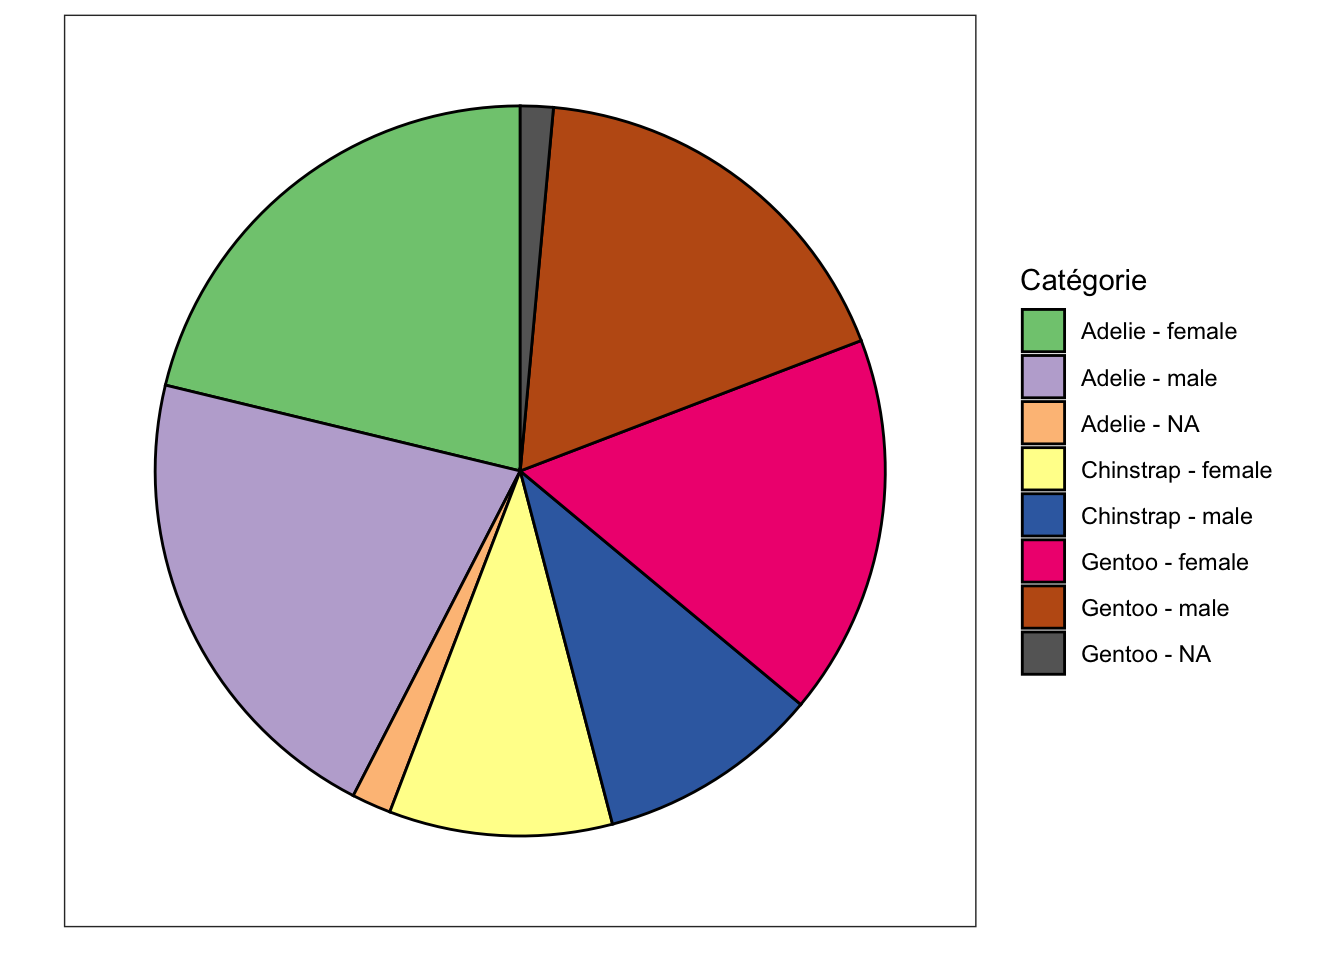 Catégorie
Adelie - female
Adelie - male
Adelie - NA
Chinstrap - female
Chinstrap - male
Gentoo - female
Gentoo - male
Gentoo - NA